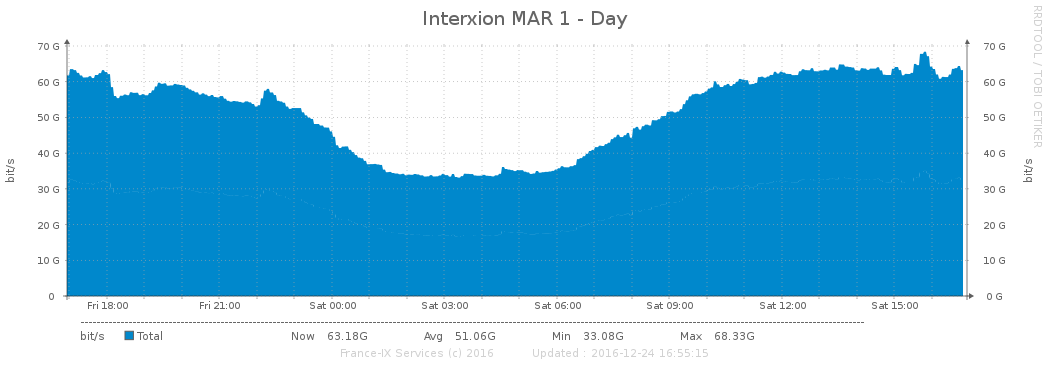 Interxion MAR 1 - Day
RRDTOOL / TOBI OETIKER
bit/s
70 G 70 G
60 G 60 G
50 G 50 G
40 G 40 G
30 G 30 G
20 G 20 G
10 G 10 G
0 0 G
bit/s
Fri 18:00 Fri 21:00 Sat 00:00 Sat 03:00 Sat 06:00 Sat 09:00 Sat 12:00 Sat 15:00
bit/s Total Now 63.18G Avg 51.06G Min 33.08G Max 68.33G
France-IX Services (c) 2016 Updated : 2016-12-24 16:55:15